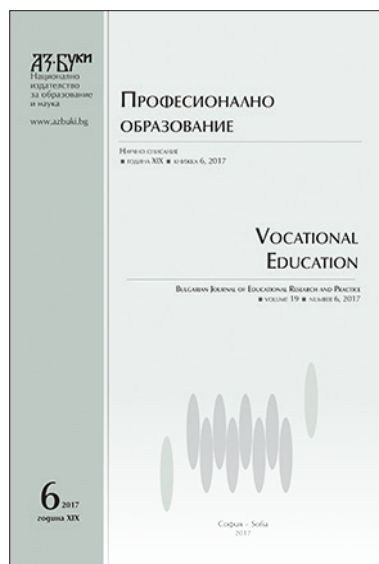 АЗ·БУКИ
Национално
издателство
за образование
и наука
www.azbuki.bg
Професионално
образование
Научно списание
■ година XIX ■ книжка 6, 2017
Vocational
Education
Bulgarian Journal of Educational Research and Practice
■ volume 19 ■ number 6, 2017
6 2017
година XIX
София – Sofia
2017